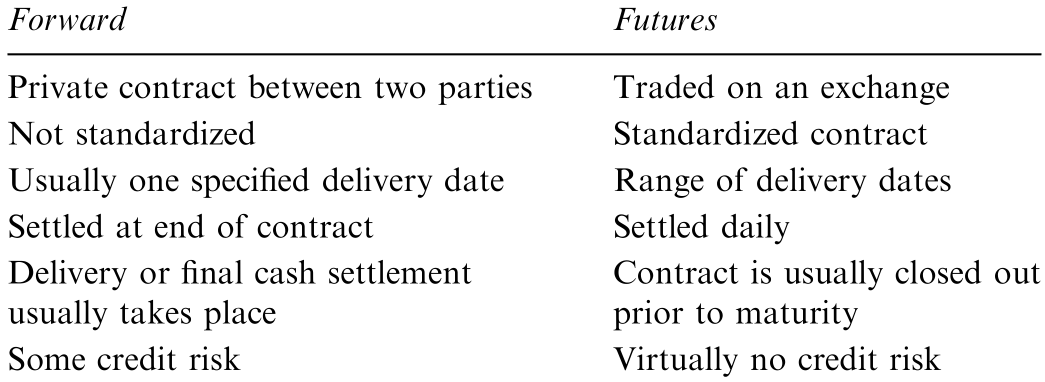 Forward Futures
Private contract between two parties Traded on an exchange
Not standardized Standardized contract
Usually one specified delivery date Range of delivery dates
Settled at end of contract Settled daily
Delivery or final cash settlement Contract is usually closed out
usually takes place prior to maturity
Some credit risk Virtually no credit risk